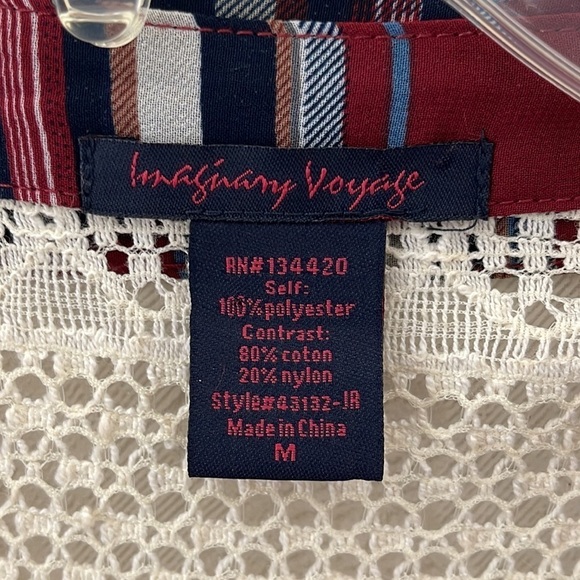 Imaginary Voyage
RN#134420
Self:
100%polyester
Contrast:
80% coton
20% nylon
Style#43132-JR
Made in China
M